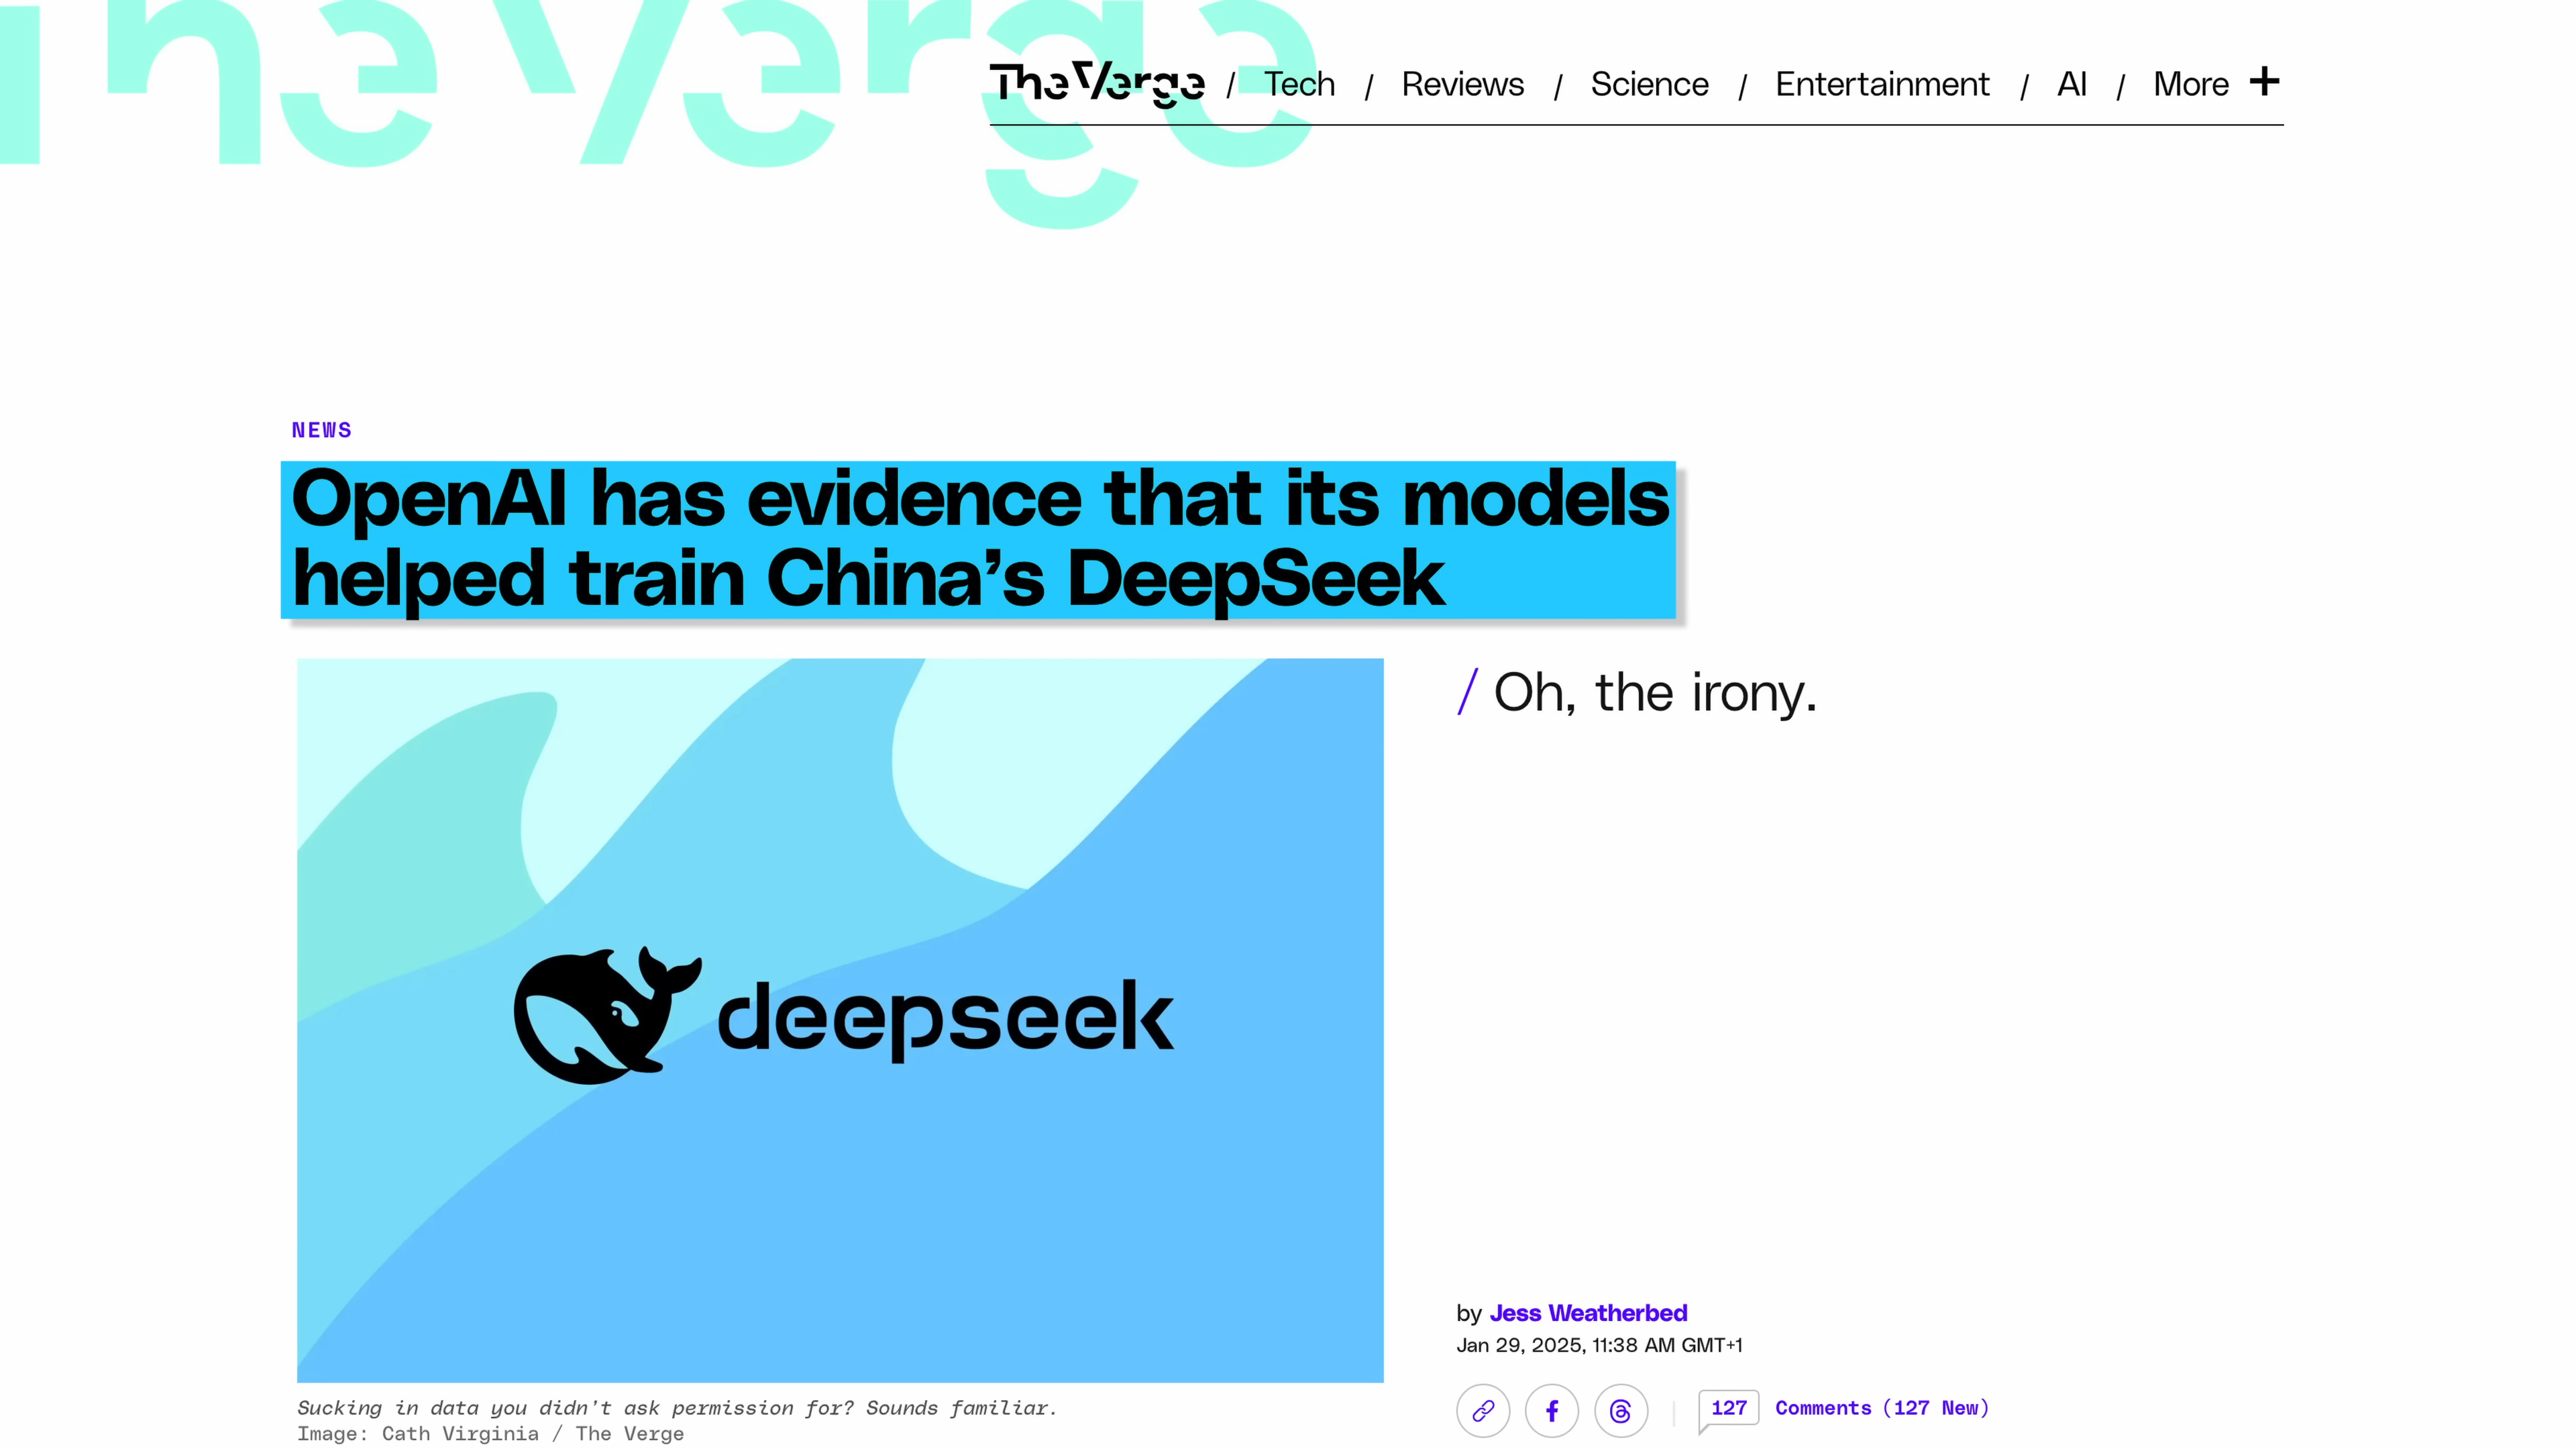 The Verge
The Verge / Tech / Reviews / Science / Entertainment / AI / More +
NEWS
OpenAI has evidence that its models
helped train China’s DeepSeek
/ Oh, the irony.
deepseek
by Jess Weatherbed
Jan 29, 2025, 11:38 AM GMT+1
127 Comments (127 New)
Sucking in data you didn’t ask permission for? Sounds familiar.
Image: Cath Virginia / The Verge